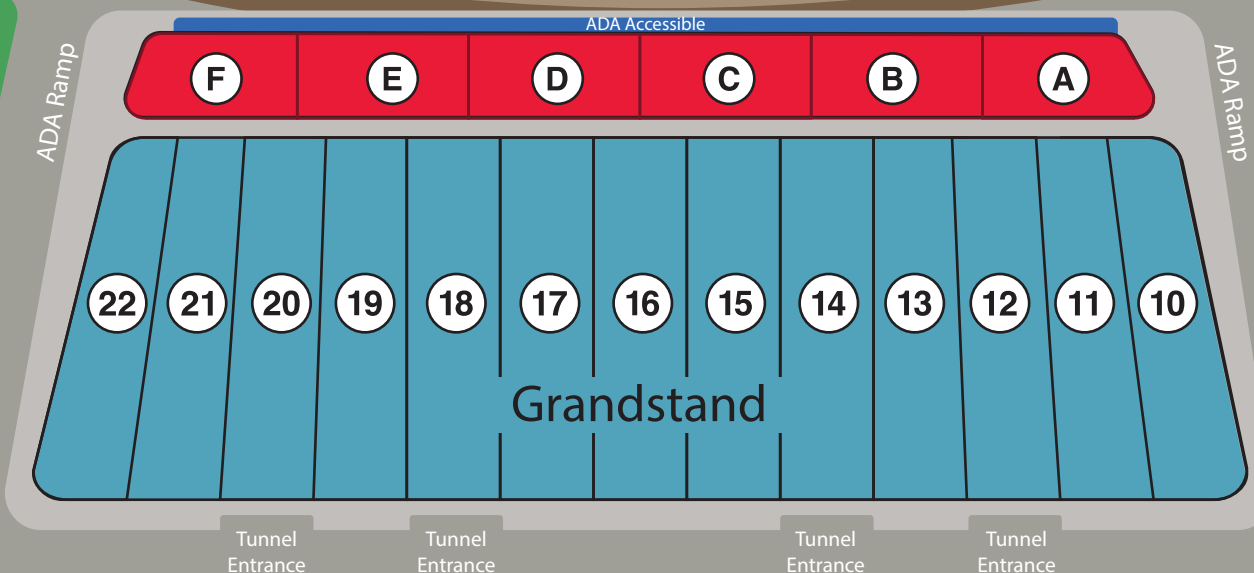 ADA Accessible
ADA Ramp
F E D C B A
ADA Ramp
22 21 20 19 18 17 16 15 14 13 12 11 10
Grandstand
Tunnel
Entrance
Tunnel
Entrance
Tunnel
Entrance
Tunnel
Entrance